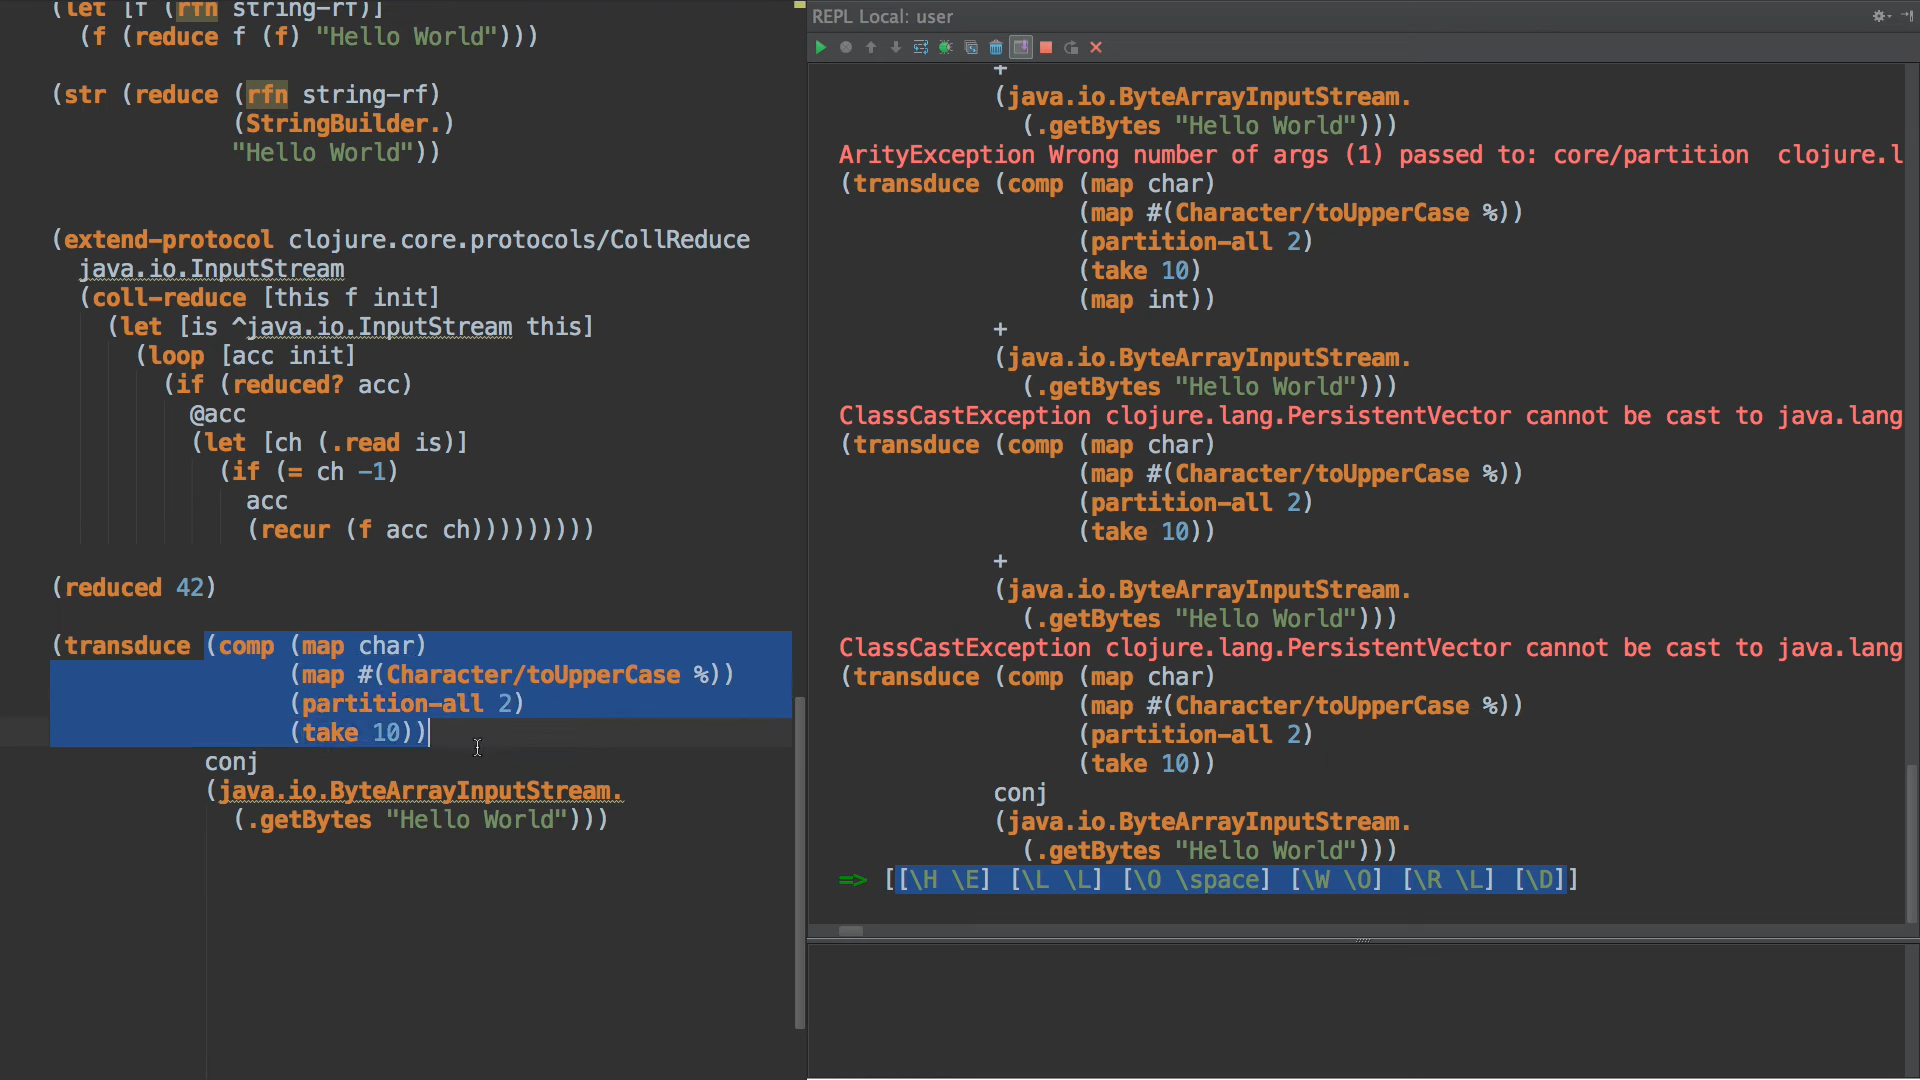 (let [f (rfn string-rf)]
(f (reduce f (f) "Hello World")))
(str (reduce (rfn string-rf)
(StringBuilder.)
"Hello World"))
(extend-protocol clojure.core.protocols/CollReduce
java.io.InputStream
(coll-reduce [this f init]
(let [is ^java.io.InputStream this]
(loop [acc init]
(if (reduced? acc)
@acc
(let [ch (.read is)]
(if (= ch -1)
acc
(recur (f acc ch)))))))))
(reduced 42)
(transduce (comp (map char)
(map #(Character/toUpperCase %))
(partition-all 2)
(take 10))
conj
(java.io.ByteArrayInputStream.
(.getBytes "Hello World")))
REPL Local: user
+
(java.io.ByteArrayInputStream.
(.getBytes "Hello World")))
ArityException Wrong number of args (1) passed to: core/partition  clojure.l
(transduce (comp (map char)
(map #(Character/toUpperCase %))
(partition-all 2)
(take 10)
(map int))
+
(java.io.ByteArrayInputStream.
(.getBytes "Hello World")))
ClassCastException clojure.lang.PersistentVector cannot be cast to java.lang
(transduce (comp (map char)
(map #(Character/toUpperCase %))
(partition-all 2)
(take 10))
+
(java.io.ByteArrayInputStream.
(.getBytes "Hello World")))
ClassCastException clojure.lang.PersistentVector cannot be cast to java.lang
(transduce (comp (map char)
(map #(Character/toUpperCase %))
(partition-all 2)
(take 10))
conj
(java.io.ByteArrayInputStream.
(.getBytes "Hello World")))
=> [[\H \E] [\L \L] [\O \space] [\W \O] [\R \L] [\D]]